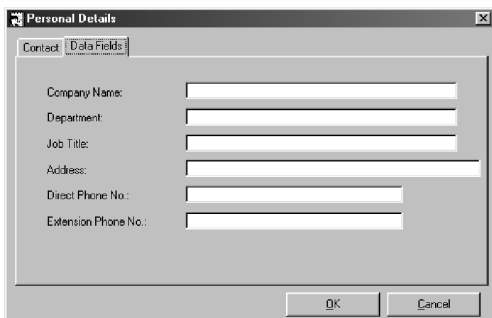 Personal Details
Contact Data Fields
Company Name:
Department:
Job Title:
Address:
Direct Phone No.:
Extension Phone No.:
OK Cancel